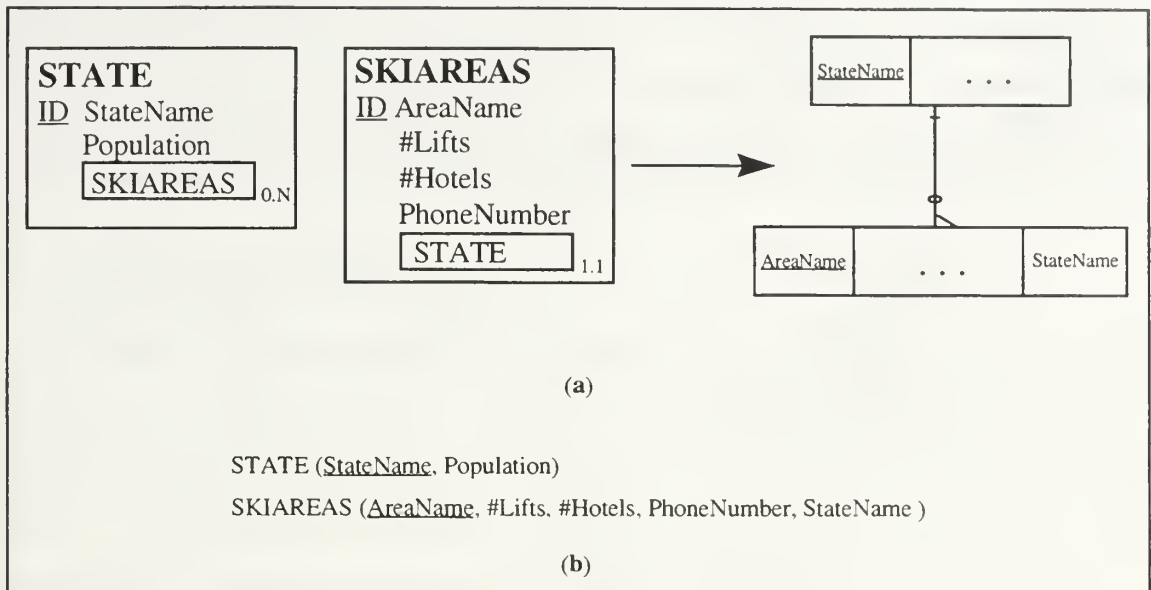 STATE
ID StateName
Population
SKIAREAS 0.N
SKIAREAS
ID AreaName
#Lifts
#Hotels
PhoneNumber
STATE 1.1
StateName . . .
AreaName . . . StateName
(a)
STATE (StateName, Population)
SKIAREAS (AreaName, #Lifts, #Hotels, PhoneNumber, StateName )
(b)